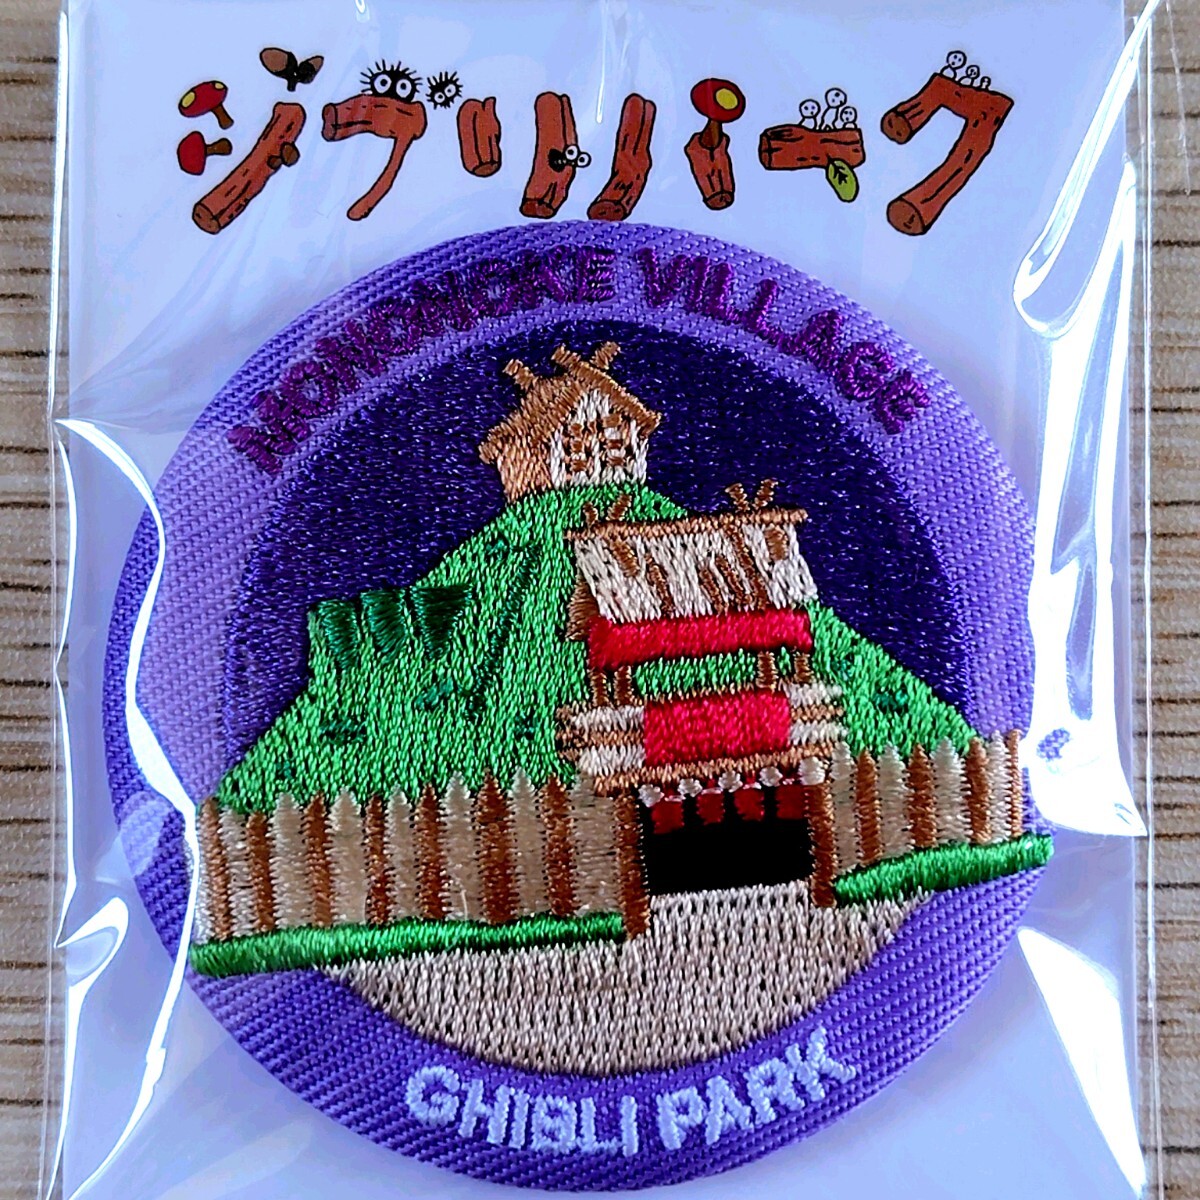 ジブリパーク
MONONOKE VILLAGE
GHIBLI PARK